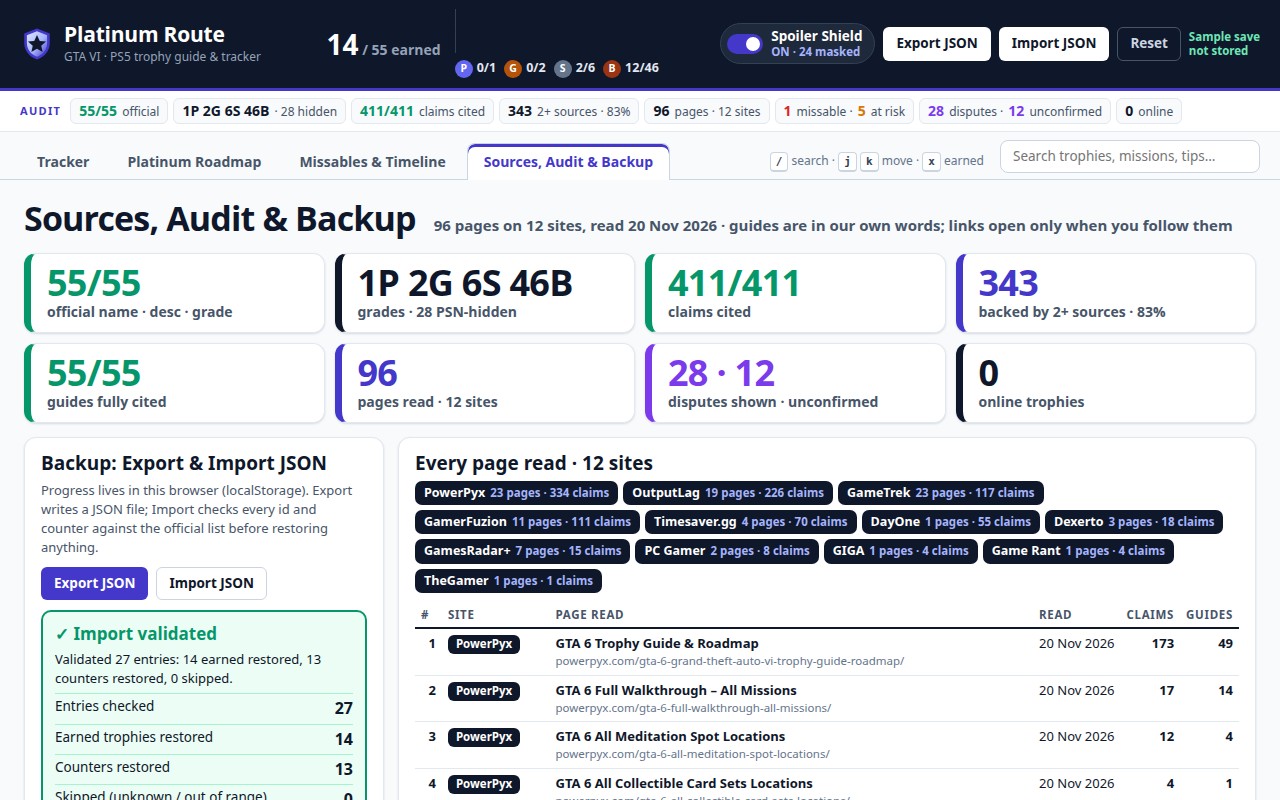 Platinum Route
GTA VI · PS5 trophy guide & tracker
14 / 55 earned
P 0/1 G 0/2 S 2/6 B 12/46
Spoiler Shield
ON · 24 masked
Export JSON
Import JSON
Reset
Sample save
not stored
AUDIT 55/55 official 1P 2G 6S 46B · 28 hidden 411/411 claims cited 343 2+ sources · 83% 96 pages · 12 sites 1 missable · 5 at risk 28 disputes · 12 unconfirmed 0 online
Tracker Platinum Roadmap Missables & Timeline Sources, Audit & Backup / search · j k move · x earned Search trophies, missions, tips...
Sources, Audit & Backup 96 pages on 12 sites, read 20 Nov 2026 · guides are in our own words; links open only when you follow them
55/55
official name · desc · grade
1P 2G 6S 46B
grades · 28 PSN-hidden
411/411
claims cited
343
backed by 2+ sources · 83%
55/55
guides fully cited
96
pages read · 12 sites
28 · 12
disputes shown · unconfirmed
0
online trophies
Backup: Export & Import JSON
Progress lives in this browser (localStorage). Export
writes a JSON file; Import checks every id and
counter against the official list before restoring
anything.
Export JSON Import JSON
✓ Import validated
Validated 27 entries: 14 earned restored, 13
counters restored, 0 skipped.
Entries checked 27
Earned trophies restored 14
Counters restored 13
Skipped (unknown / out of range) 0
Every page read · 12 sites
PowerPyx 23 pages · 334 claims OutputLag 19 pages · 226 claims GameTrek 23 pages · 117 claims
GamerFuzion 11 pages · 111 claims Timesaver.gg 4 pages · 70 claims DayOne 1 pages · 55 claims Dexerto 3 pages · 18 claims
GamesRadar+ 7 pages · 15 claims PC Gamer 2 pages · 8 claims GIGA 1 pages · 4 claims Game Rant 1 pages · 4 claims
TheGamer 1 pages · 1 claims
# SITE PAGE READ READ CLAIMS GUIDES
1 PowerPyx GTA 6 Trophy Guide & Roadmap 20 Nov 2026 173 49
powerpyx.com/gta-6-grand-theft-auto-vi-trophy-guide-roadmap/
2 PowerPyx GTA 6 Full Walkthrough – All Missions 20 Nov 2026 17 14
powerpyx.com/gta-6-full-walkthrough-all-missions/
3 PowerPyx GTA 6 All Meditation Spot Locations 20 Nov 2026 12 4
powerpyx.com/gta-6-all-meditation-spot-locations/
4 PowerPyx GTA 6 All Collectible Card Sets Locations 20 Nov 2026 4 1
powerpyx.com/gta-6-all-collectible-card-sets-locations/